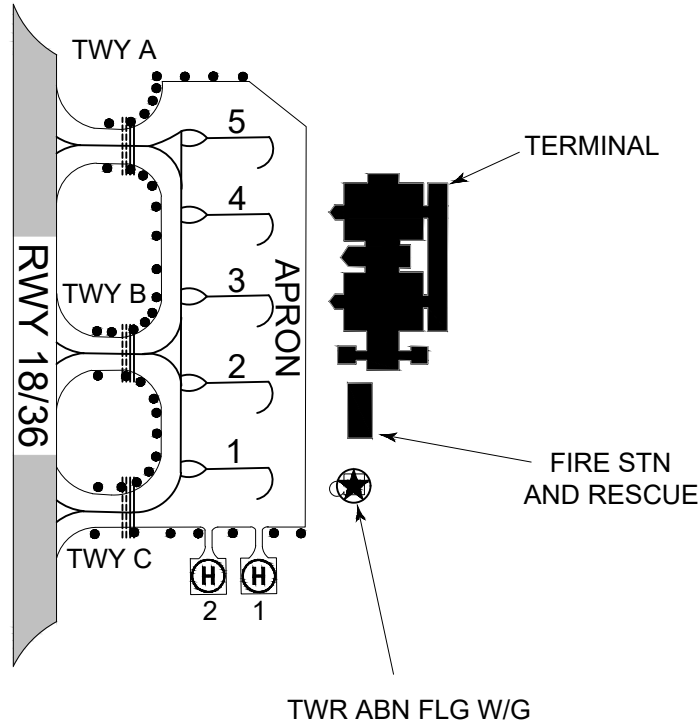 TWY A
5
TERMINAL
4
RWY 18/36
TWY B
3
APRON
2
1
FIRE STN
AND RESCUE
TWY C
H
H
2
1
TWR ABN FLG W/G